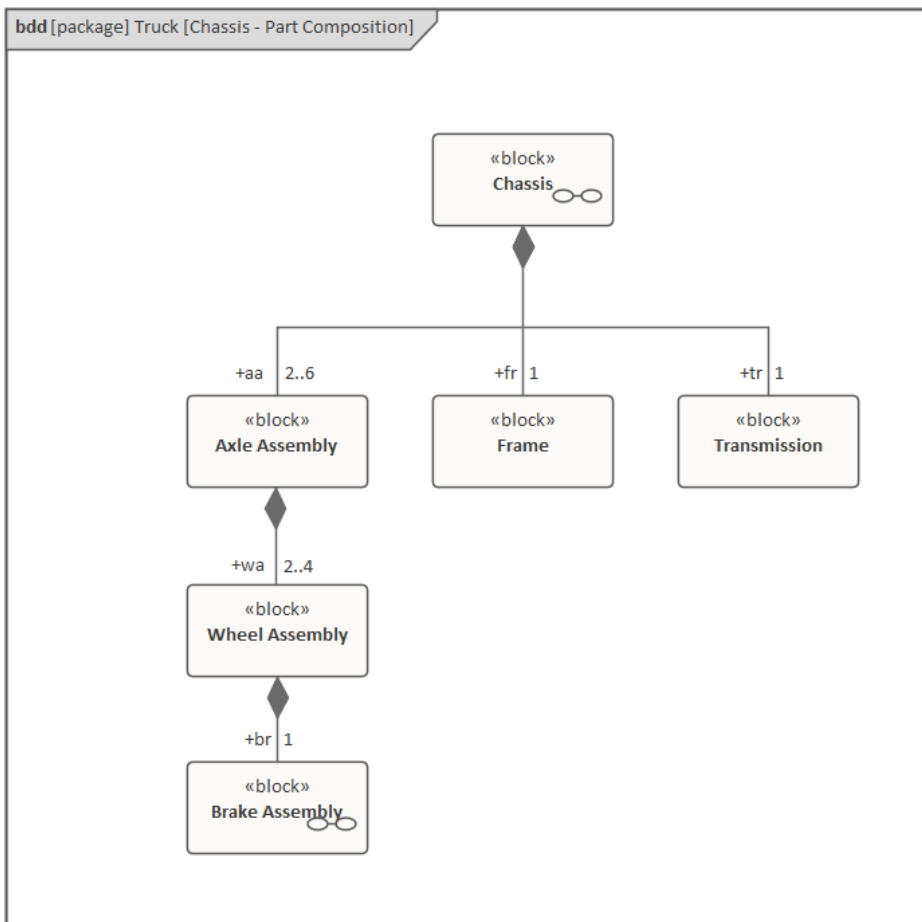 bdd [package] Truck [Chassis - Part Composition]
«block»
Chassis
+aa 2..6
+fr 1
+tr 1
«block»
Axle Assembly
«block»
Frame
«block»
Transmission
+wa 2..4
«block»
Wheel Assembly
+br 1
«block»
Brake Assembly